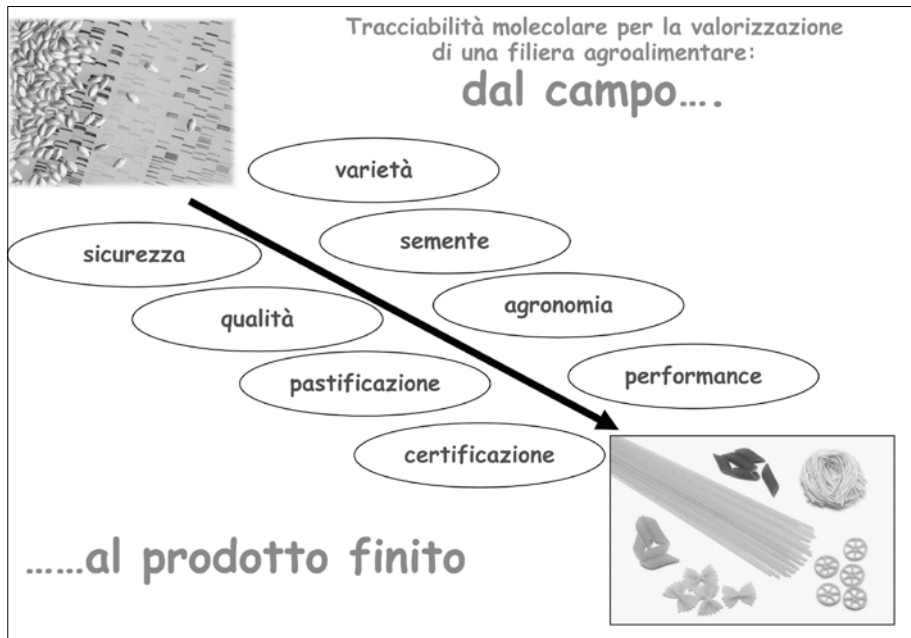 Tracciabilità molecolare per la valorizzazione
di una filiera agroalimentare:
dal campo....
varietà
semente
sicurezza
agronomia
qualità
performance
pastificazione
certificazione
......al prodotto finito